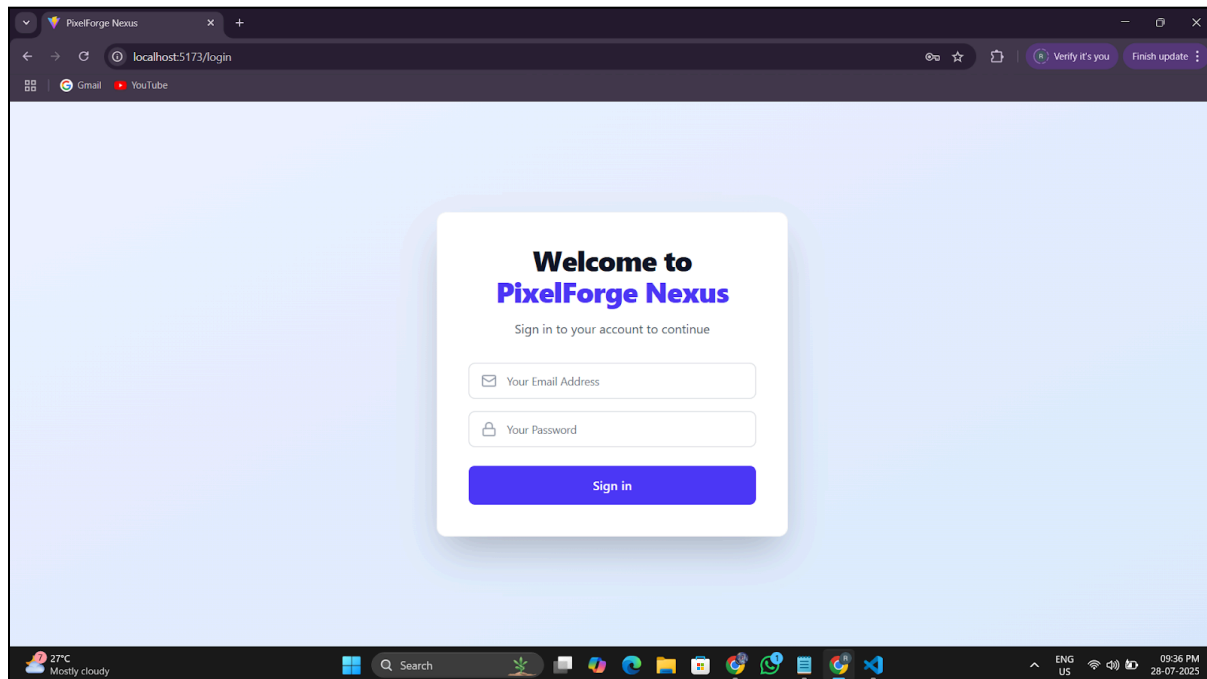 PixelForge Nexus
localhost:5173/login
Verify it's you
Finish update
Gmail
YouTube
Welcome to
PixelForge Nexus
Sign in to your account to continue
Your Email Address
Your Password
Sign in
7
27°C
Mostly cloudy
Search
ENG
US
09:36 PM
28-07-2025